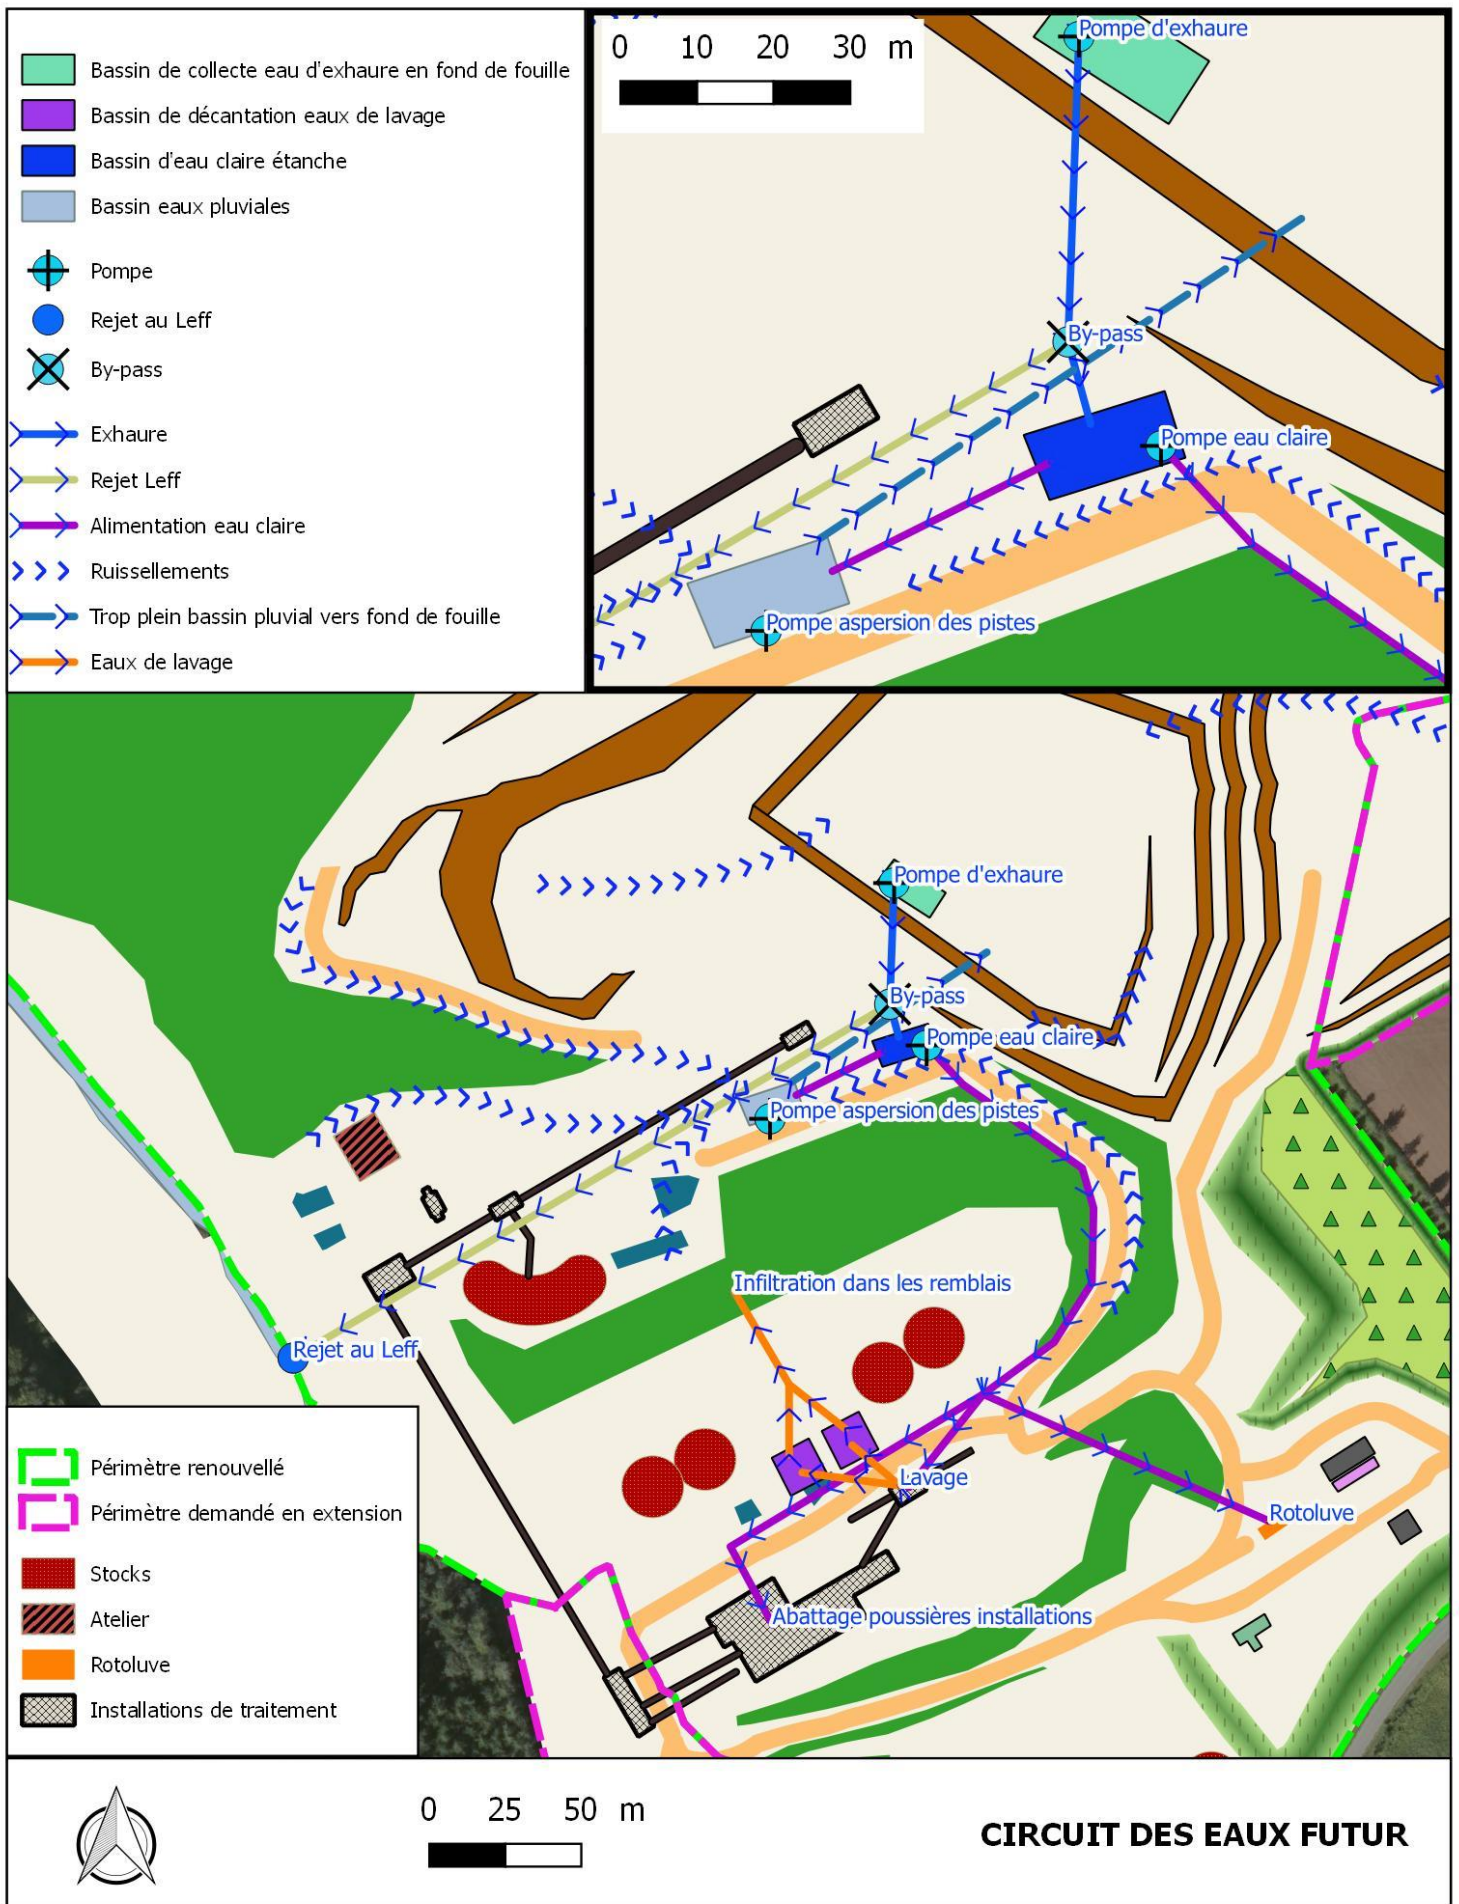 Bassin de collecte eau d'exhaure en fond de fouille
Bassin de décantation eaux de lavage
Bassin d'eau claire étanche
Bassin eaux pluviales
Pompe
Rejet au Leff
By-pass
Exhaure
Rejet Leff
Alimentation eau claire
Ruissellements
Trop plein bassin pluvial vers fond de fouille
Eaux de lavage
0 10 20 30 m
Pompe d'exhaure
By-pass
Pompe eau claire
Pompe aspersion des pistes
Pompe d'exhaure
By-pass
Pompe eau claire
Pompe aspersion des pistes
Infiltration dans les remblais
Rejet au Leff
Lavage
Rotoluve
Abattage poussières installations
Périmètre renouvellé
Périmètre demandé en extension
Stocks
Atelier
Rotoluve
Installations de traitement
0 25 50 m
CIRCUIT DES EAUX FUTUR